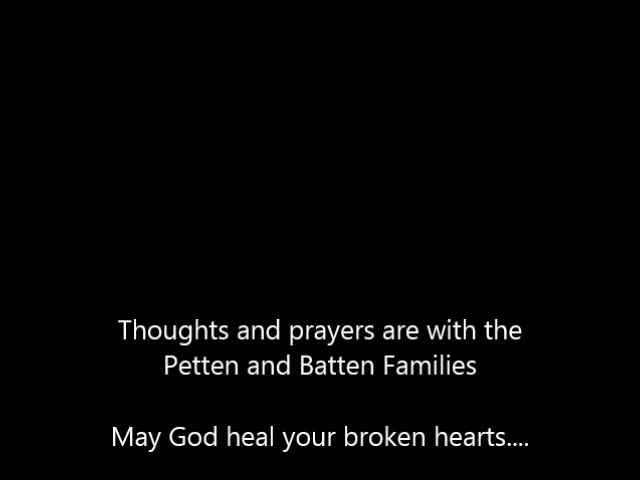 Thoughts and prayers are with the
Petten and Batten Families
May God heal your broken hearts....